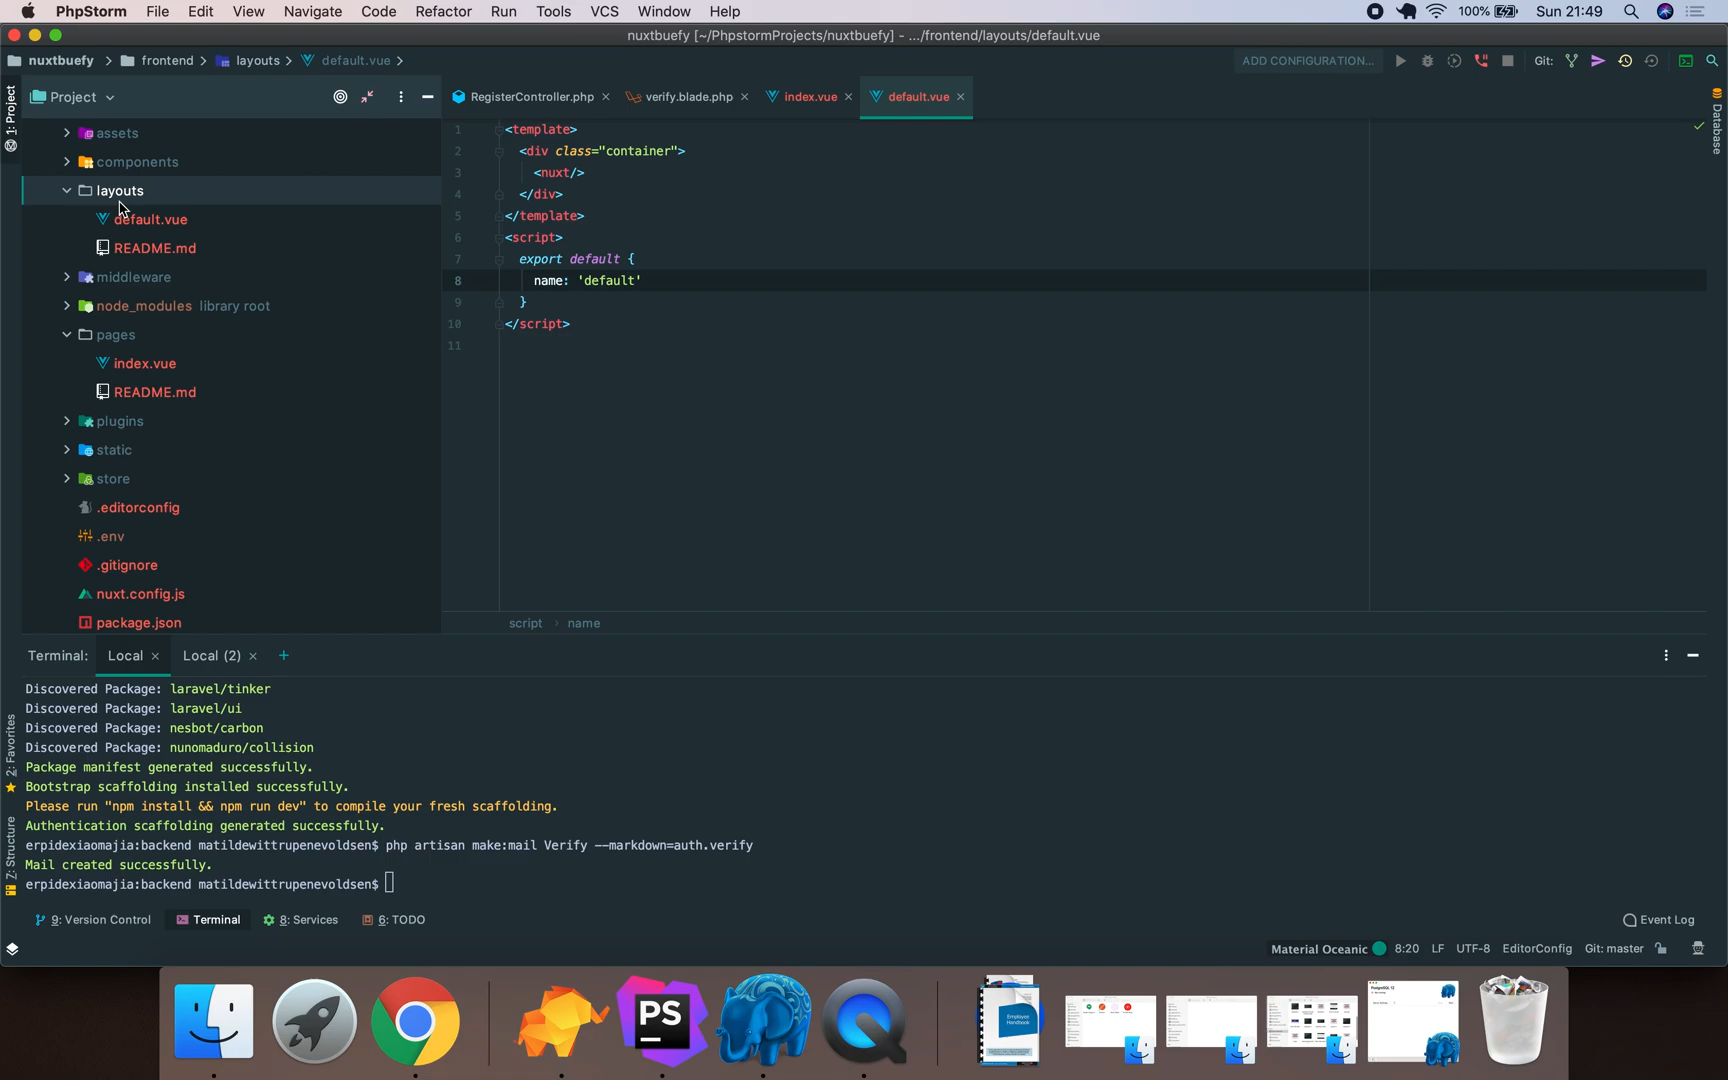 PhpStorm File Edit View Navigate Code Refactor Run Tools VCS Window Help 100% Sun 21:49
nuxtbuefy [~/PhpstormProjects/nuxtbuefy] - .../frontend/layouts/default.vue
nuxtbuefy frontend layouts default.vue ADD CONFIGURATION... Git:
Project RegisterController.php verify.blade.php index.vue default.vue
1: Project
Database
assets
components
layouts
default.vue
README.md
middleware
node_modules library root
pages
index.vue
README.md
plugins
static
store
.editorconfig
.env
.gitignore
nuxt.config.js
package.json
1 <template>
2 <div class="container">
3 <nuxt/>
4 </div>
5 </template>
6 <script>
7 export default {
8 name: 'default'
9 }
10 </script>
11
script name
Terminal: Local Local (2)
2: Favorites
Z: Structure
Discovered Package: laravel/tinker
Discovered Package: laravel/ui
Discovered Package: nesbot/carbon
Discovered Package: nunomaduro/collision
Package manifest generated successfully.
Bootstrap scaffolding installed successfully.
Please run "npm install && npm run dev" to compile your fresh scaffolding.
Authentication scaffolding generated successfully.
erpidexiaomajia:backend matildewittrupenevoldsen$ php artisan make:mail Verify --markdown=auth.verify
Mail created successfully.
erpidexiaomajia:backend matildewittrupenevoldsen$
9: Version Control Terminal 8: Services 6: TODO Event Log
Material Oceanic 8:20 LF UTF-8 EditorConfig Git: master
PS
Employee
Handbook